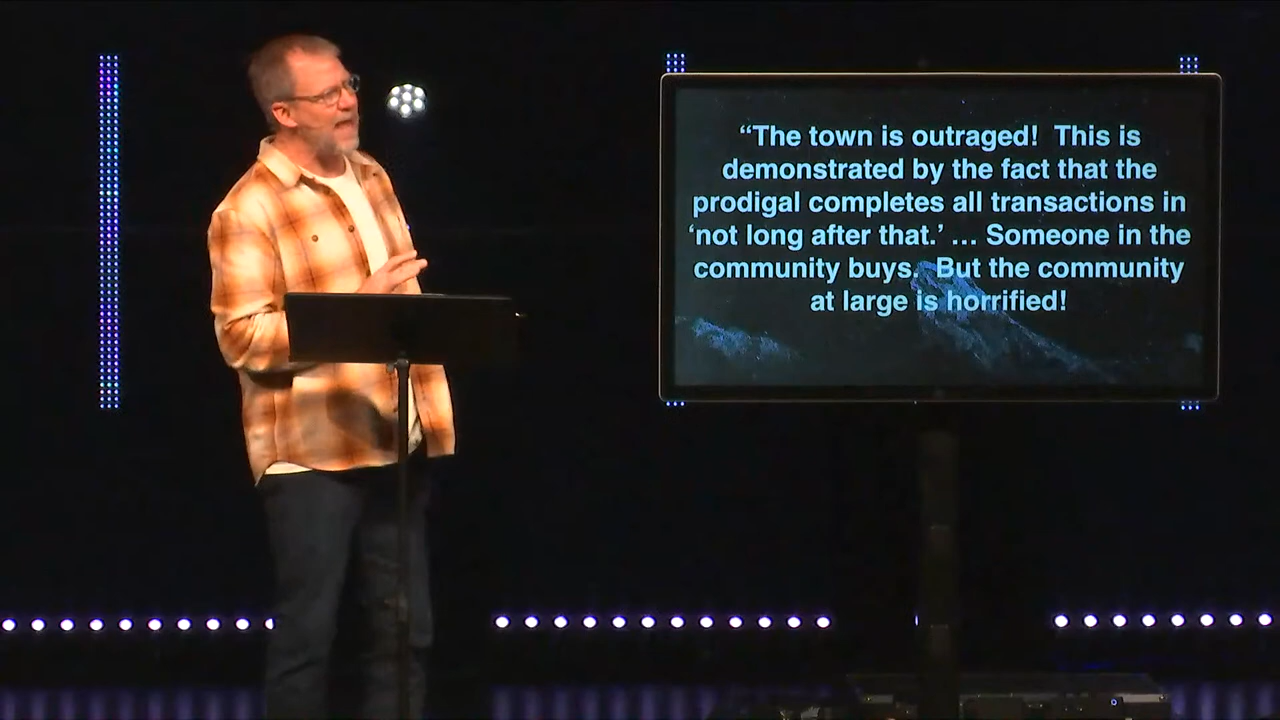 “The town is outraged!  This is
demonstrated by the fact that the
prodigal completes all transactions in
‘not long after that.’ … Someone in the
community buys.  But the community
at large is horrified!